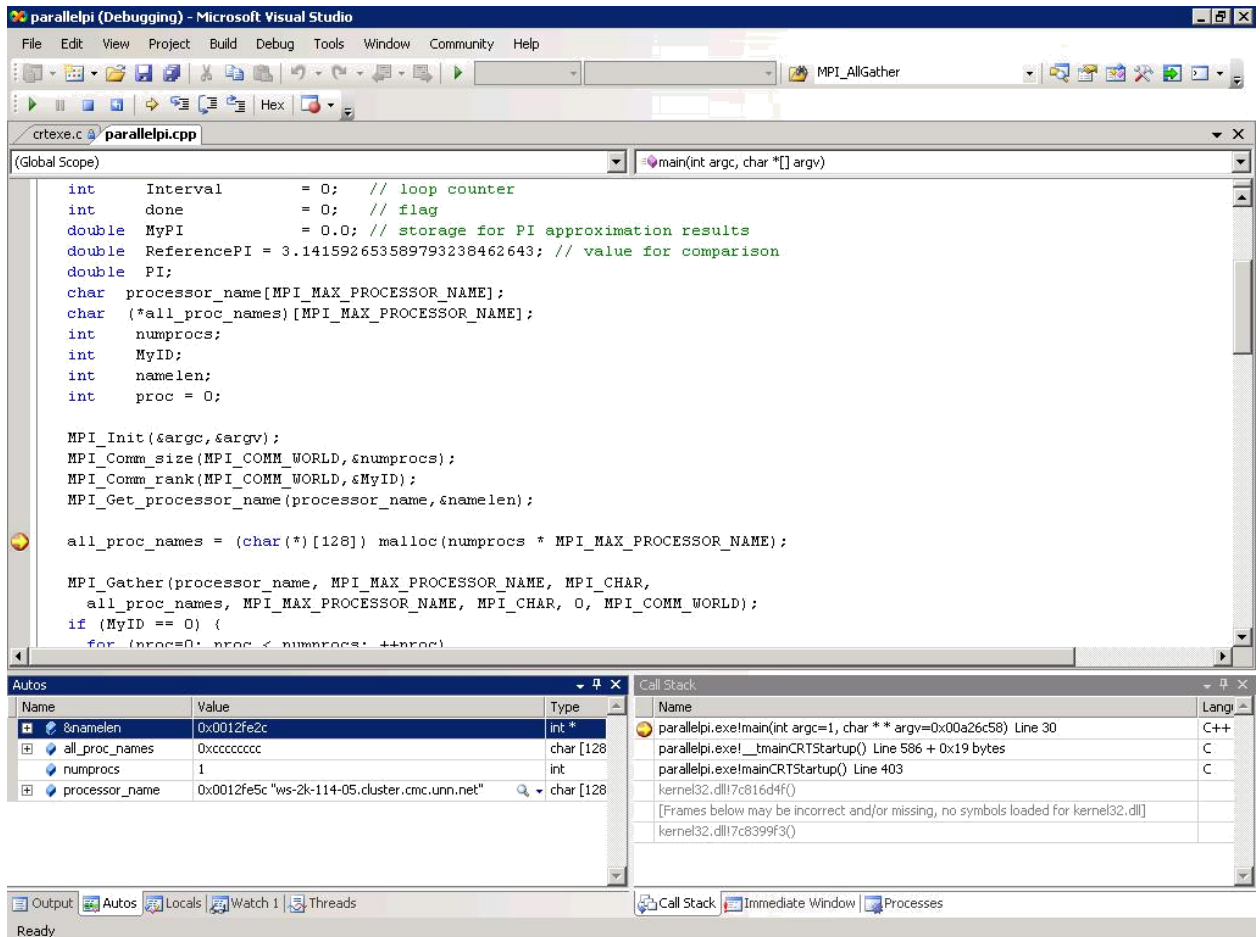 parallelpi (Debugging) - Microsoft Visual Studio
File Edit View Project Build Debug Tools Window Community Help
MPI_AllGather
Hex
crtexe.c parallelpi.cpp
(Global Scope) main(int argc, char *[] argv)
int Interval = 0; // loop counter
int done = 0; // flag
double MyPI = 0.0; // storage for PI approximation results
double ReferencePI = 3.141592653589793238462643; // value for comparison
double PI;
char processor_name[MPI_MAX_PROCESSOR_NAME];
char (*all_proc_names)[MPI_MAX_PROCESSOR_NAME];
int numprocs;
int MyID;
int namelen;
int proc = 0;
MPI_Init(&argc,&argv);
MPI_Comm_size(MPI_COMM_WORLD,&numprocs);
MPI_Comm_rank(MPI_COMM_WORLD,&MyID);
MPI_Get_processor_name(processor_name,&namelen);
all_proc_names = (char(*)[128]) malloc(numprocs * MPI_MAX_PROCESSOR_NAME);
MPI_Gather(processor_name, MPI_MAX_PROCESSOR_NAME, MPI_CHAR,
all_proc_names, MPI_MAX_PROCESSOR_NAME, MPI_CHAR, 0, MPI_COMM_WORLD);
if (MyID == 0) {
for (proc=0; proc < numprocs; ++proc)
Autos
Name Value Type
&namelen 0x0012fe2c int *
all_proc_names 0xcccccccc char [128
numprocs 1 int
processor_name 0x0012fe5c "ws-2k-114-05.cluster.cmc.unn.net" char [128
Output Autos Locals Watch 1 Threads
Call Stack
Name Langu
parallelpi.exe!main(int argc=1, char * * argv=0x00a26c58) Line 30 C++
parallelpi.exe!__tmainCRTStartup() Line 586 + 0x19 bytes C
parallelpi.exe!mainCRTStartup() Line 403 C
kernel32.dll!7c816d4f()
[Frames below may be incorrect and/or missing, no symbols loaded for kernel32.dll]
kernel32.dll!7c8399f3()
Call Stack Immediate Window Processes
Ready